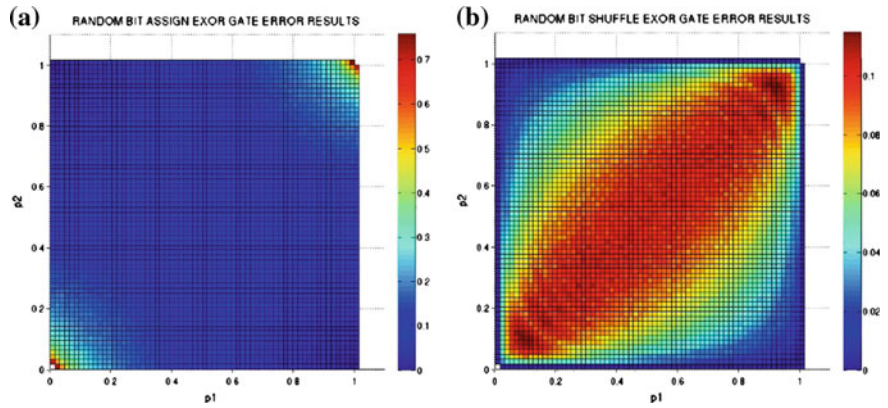 (a)
RANDOM BIT ASSIGN EXOR GATE ERROR RESULTS
p2
1
0.8
0.6
0.4
0.2
0
0 0.2 0.4 0.6 0.8 1
p1
0.7
0.6
0.5
0.4
0.3
0.2
0.1
0
(b)
RANDOM BIT SHUFFLE EXOR GATE ERROR RESULTS
p2
1
0.8
0.6
0.4
0.2
0
0 0.2 0.4 0.6 0.8 1
p1
0.1
0.08
0.06
0.04
0.02
0